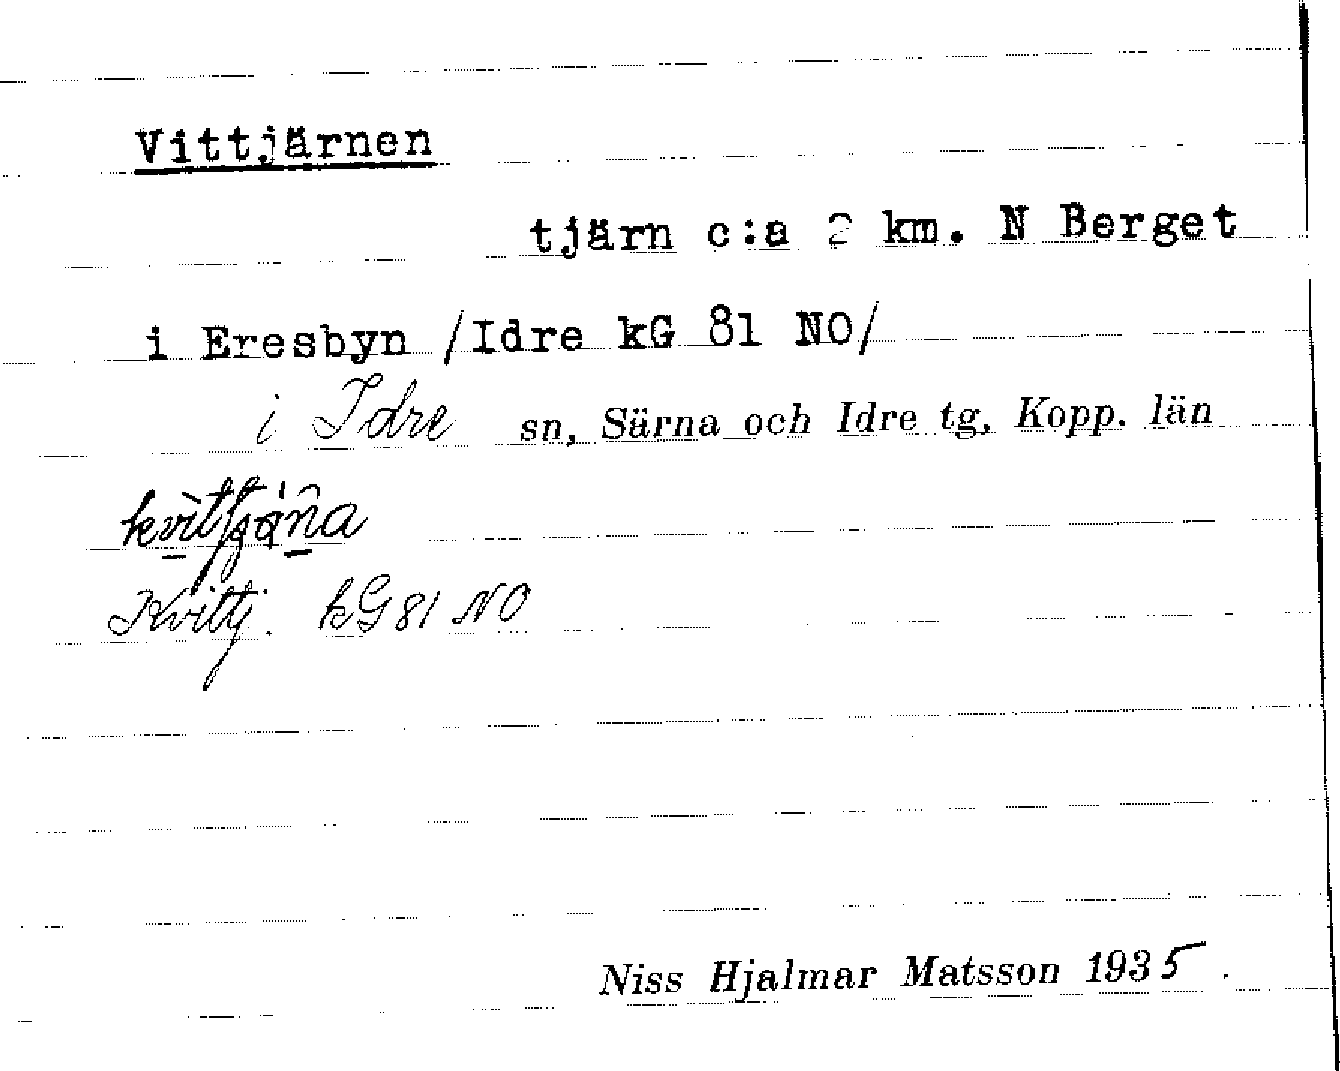 Vittjärnen
tjärn c:a 2 km. N Berget
i Eresbyn /Idre kG 81 NO/
i Idre sn, Särna och Idre tg, Kopp. län
Kvittj. kG 81 NO
Niss Hjalmar Matsson 1935.